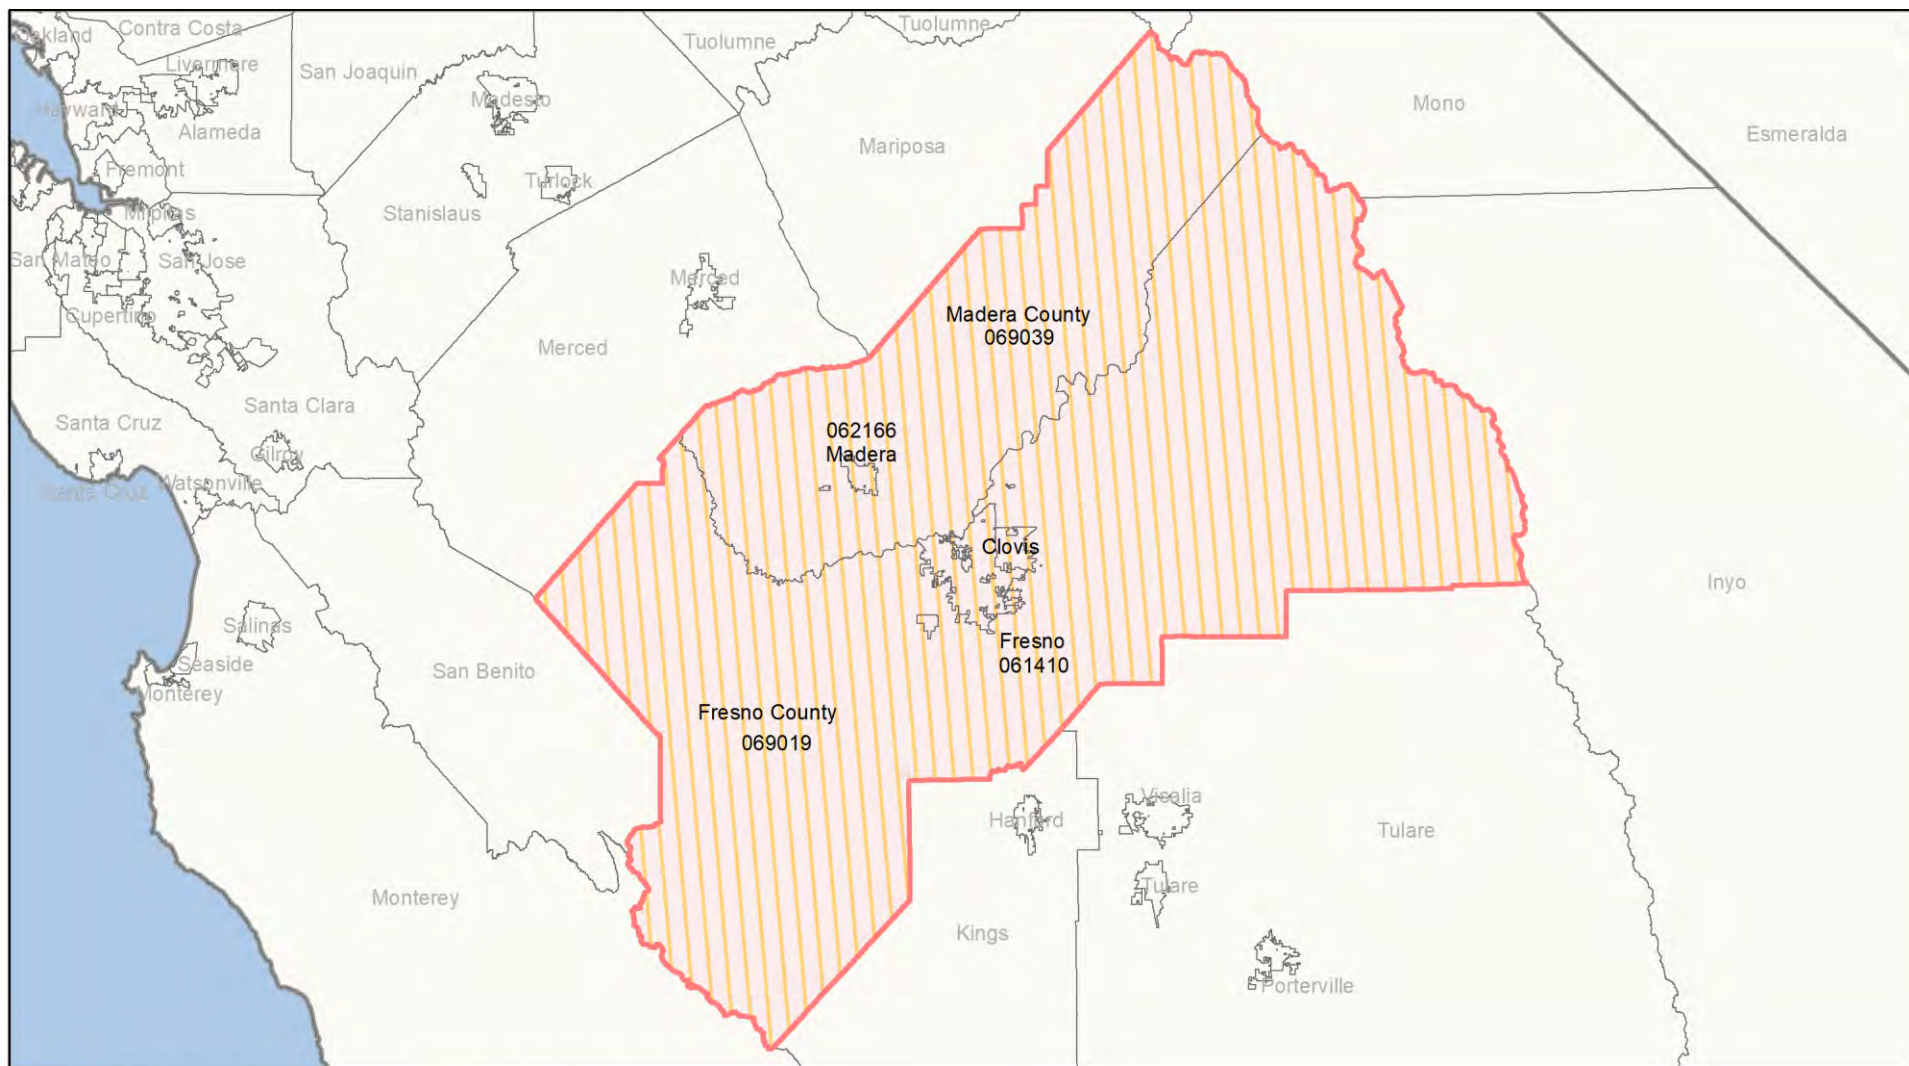 Tuolumne
Contra Costa
Oakland
Tuolumne
Livermore
San Joaquin
Modesto
Mono
Hayward
Alameda
Esmeralda
Mariposa
Fremont
Turlock
Milpitas
Stanislaus
San Mateo
San Jose
Merced
Cupertino
Madera County
069039
Merced
Santa Clara
Santa Cruz
062166
Madera
Gilroy
Watsonville
Santa Cruz
Clovis
Inyo
Salinas
Fresno
061410
Seaside
San Benito
Monterey
Fresno County
069019
Visalia
Hanford
Tulare
Tulare
Monterey
Kings
Porterville